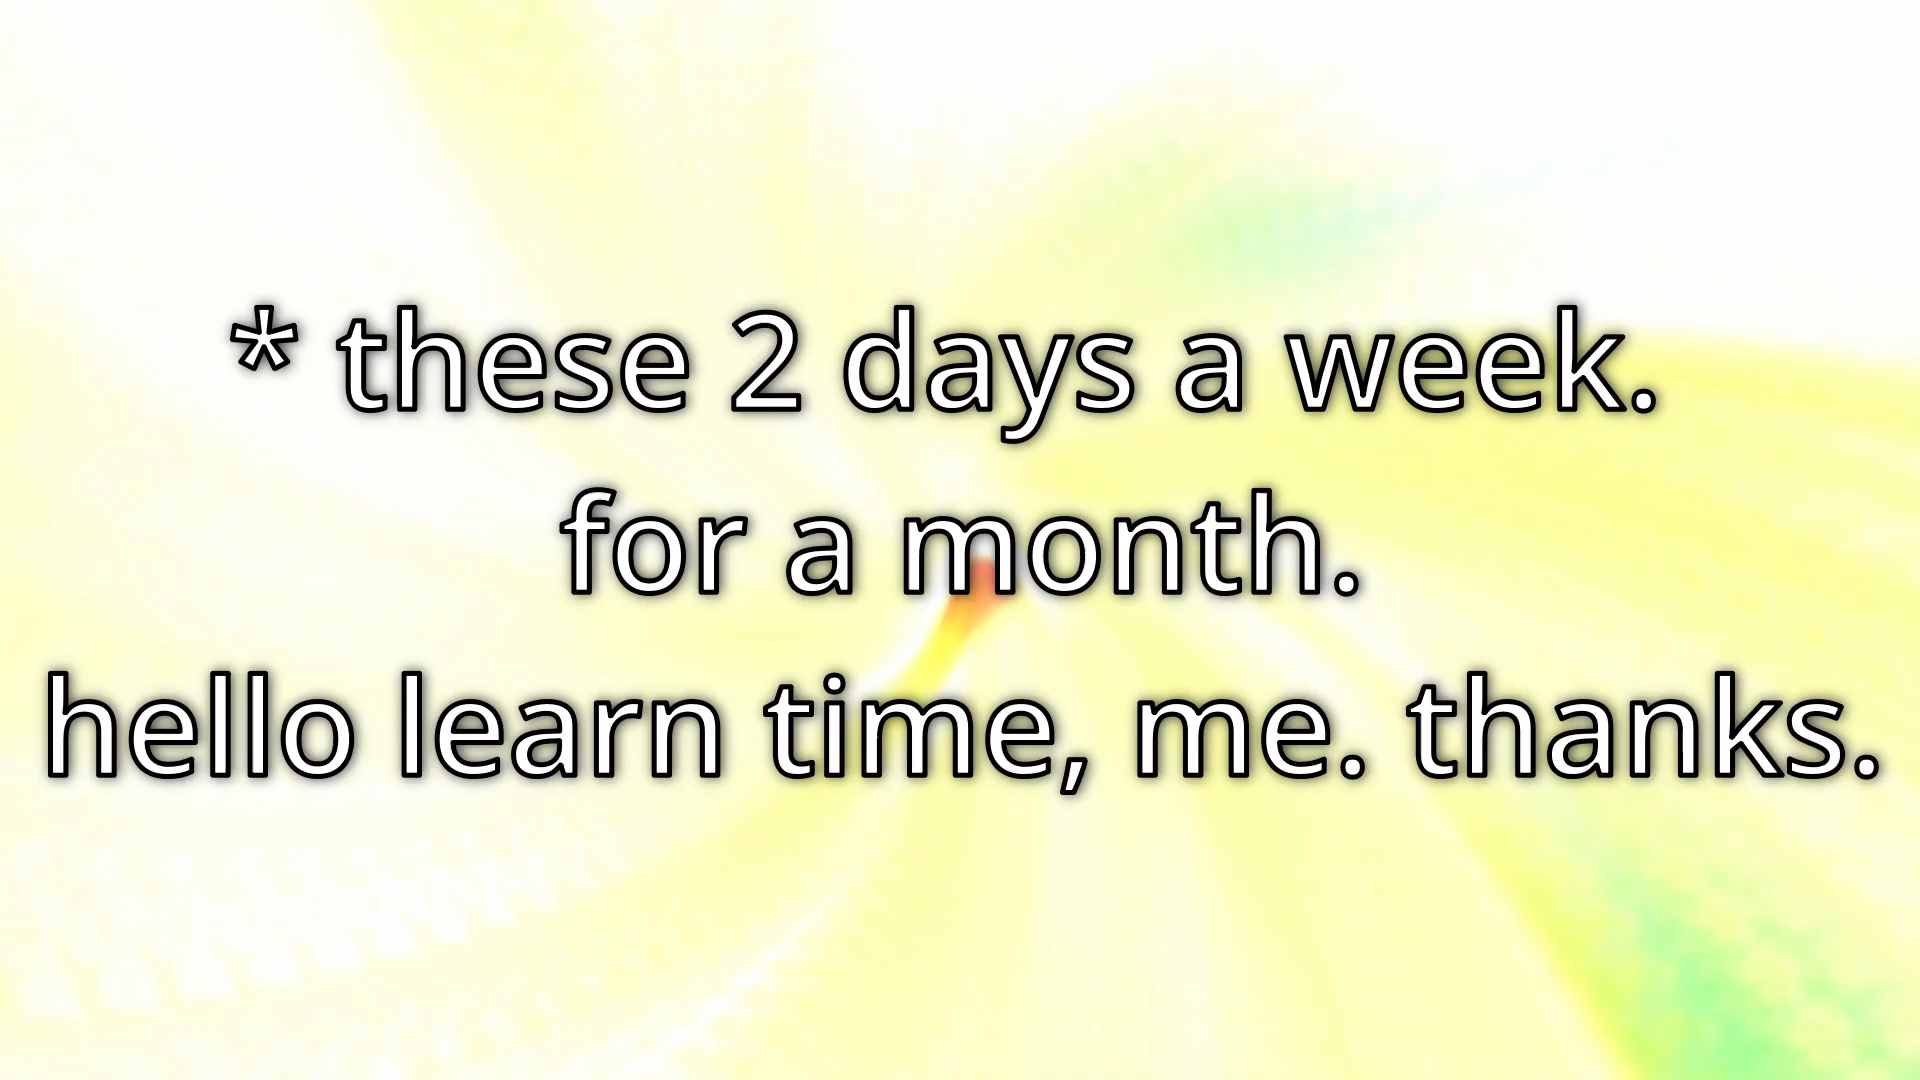 * these 2 days a week.
for a month.
hello learn time, me. thanks.